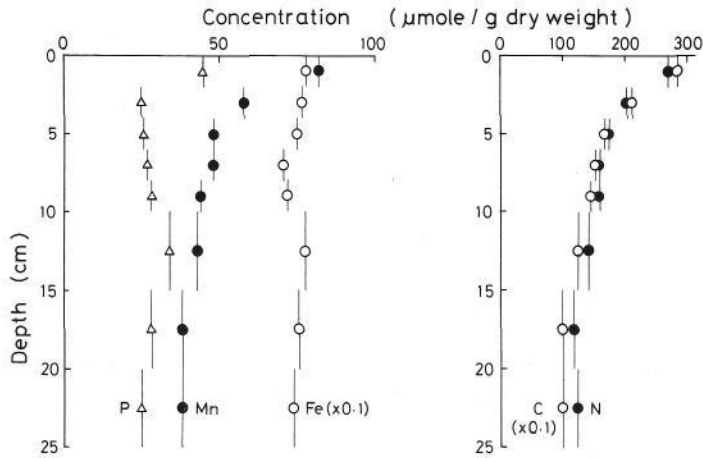 Concentration (μmole / g dry weight)
0 50 100 0 100 200 300
0 0
5 5
10 10
15 15
20 20
25 25
Depth (cm)
P Mn Fe(x0.1) C N
(x0.1)